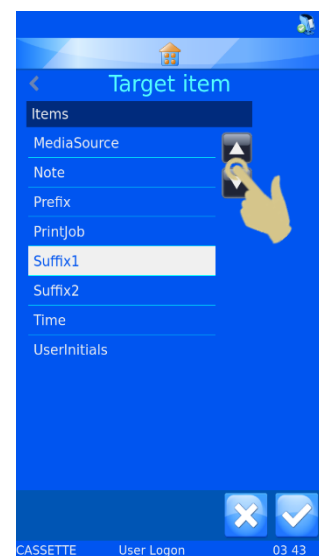 Target item
Items
MediaSource
Note
Prefix
PrintJob
Suffix1
Suffix2
Time
UserInitials
CASSETTE User Logon 03 43